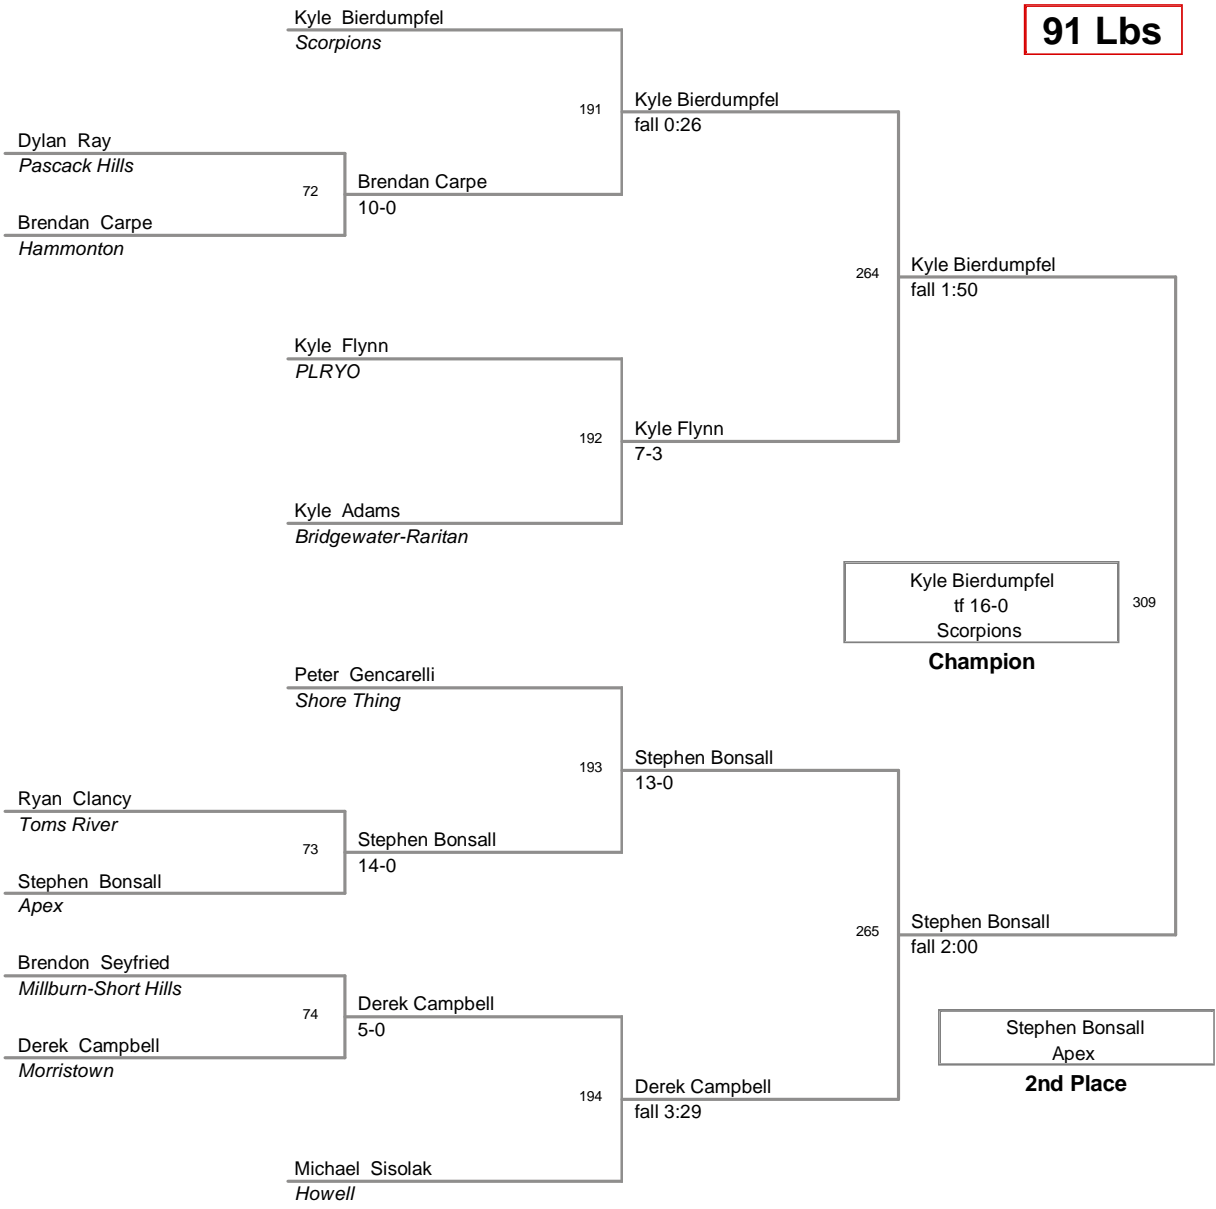 91 Lbs
Kyle Bierdumpfel
Scorpions
191
Kyle Bierdumpfel
fall 0:26
Dylan Ray
Pascack Hills
72
Brendan Carpe
10-0
Brendan Carpe
Hammonton
264
Kyle Bierdumpfel
fall 1:50
Kyle Flynn
PLRYO
192
Kyle Flynn
7-3
Kyle Adams
Bridgewater-Raritan
Kyle Bierdumpfel
tf 16-0
Scorpions
Champion
309
Peter Gencarelli
Shore Thing
193
Stephen Bonsall
13-0
Ryan Clancy
Toms River
73
Stephen Bonsall
14-0
Stephen Bonsall
Apex
265
Stephen Bonsall
fall 2:00
Brendon Seyfried
Millburn-Short Hills
74
Derek Campbell
5-0
Derek Campbell
Morristown
Stephen Bonsall
Apex
2nd Place
194
Derek Campbell
fall 3:29
Michael Sisolak
Howell